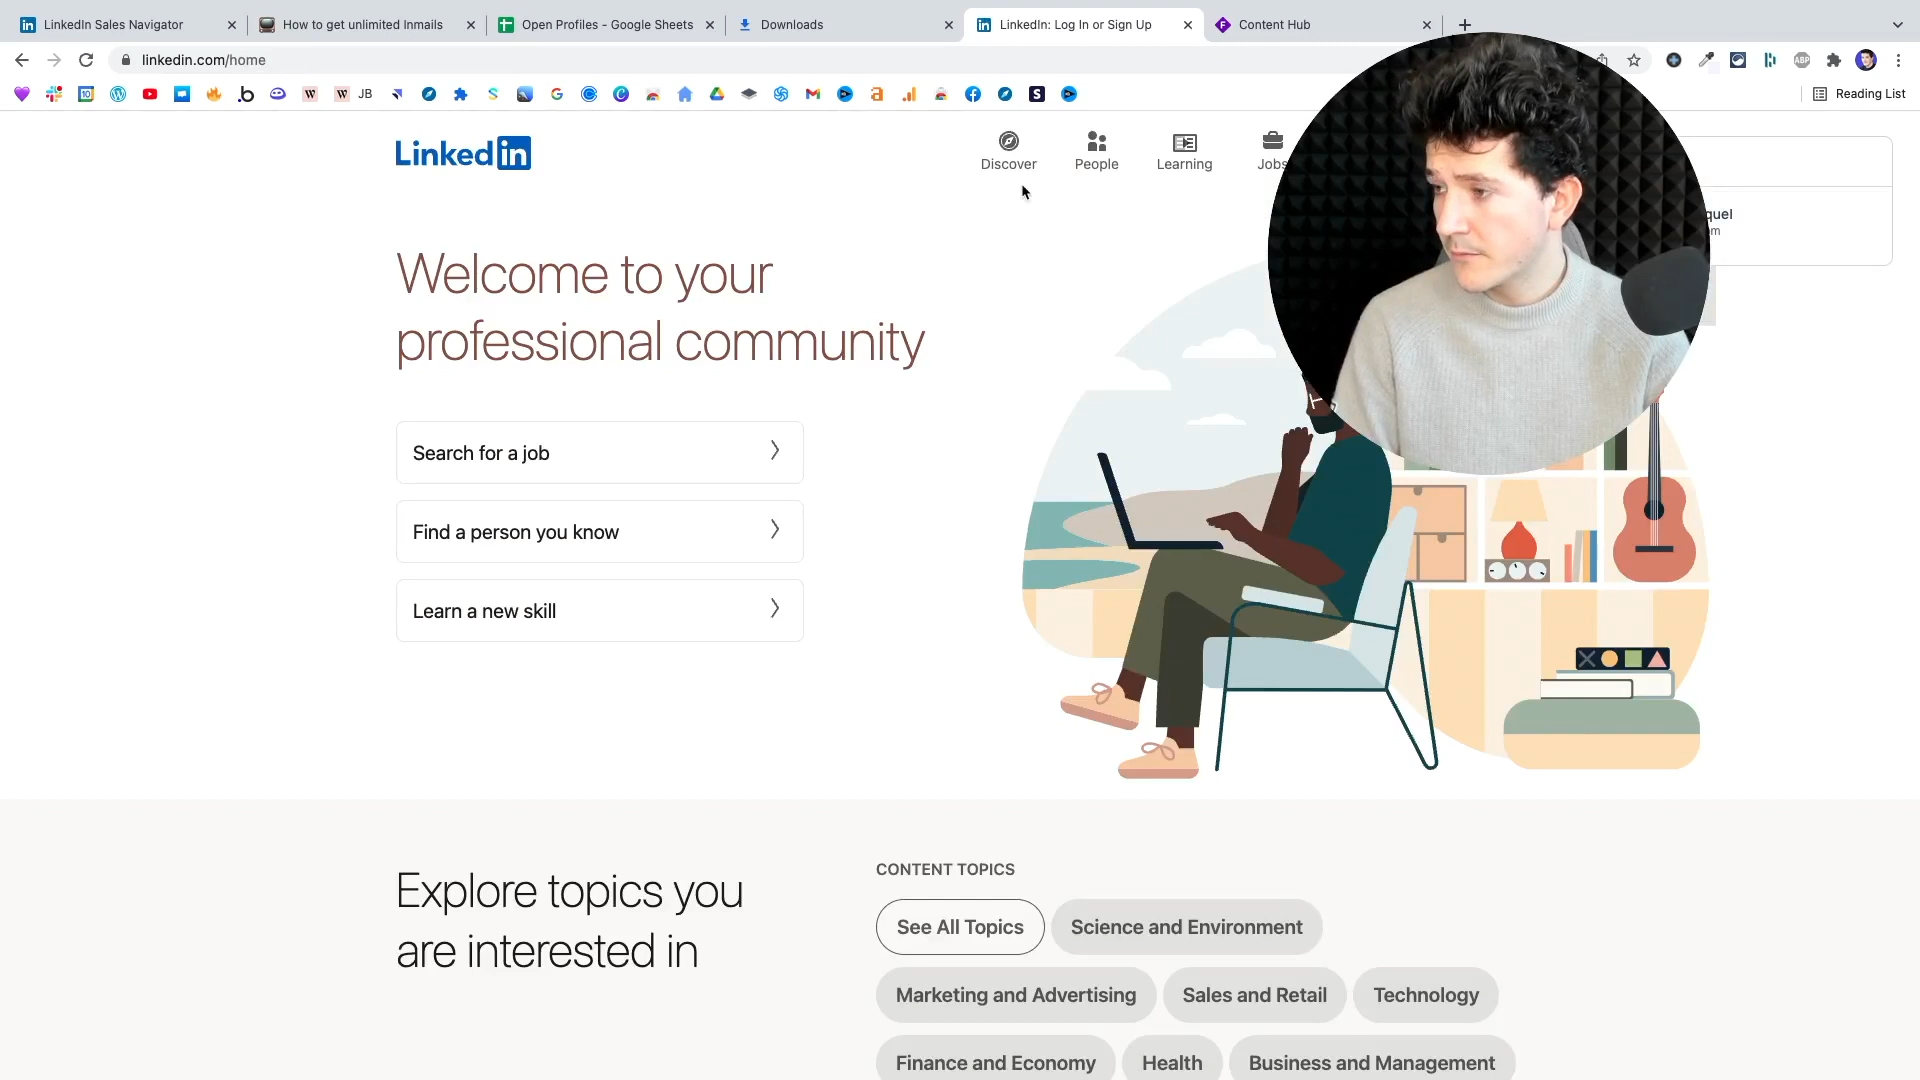 LinkedIn Sales Navigator
How to get unlimited Inmails
Open Profiles - Google Sheets
Downloads
LinkedIn: Log In or Sign Up
Content Hub
linkedin.com/home
ABP
10
JB
Reading List
Linkedin
Discover
People
Learning
Jobs
quel
om
Welcome to your
professional community
Search for a job
Find a person you know
Learn a new skill
Explore topics you
are interested in
CONTENT TOPICS
See All Topics
Science and Environment
Marketing and Advertising
Sales and Retail
Technology
Finance and Economy
Health
Business and Management